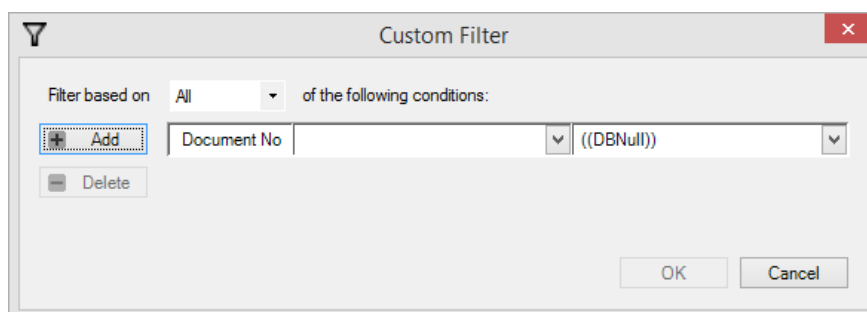 Custom Filter
Filter based on All of the following conditions:
Add Document No ((DBNull))
Delete
OK Cancel